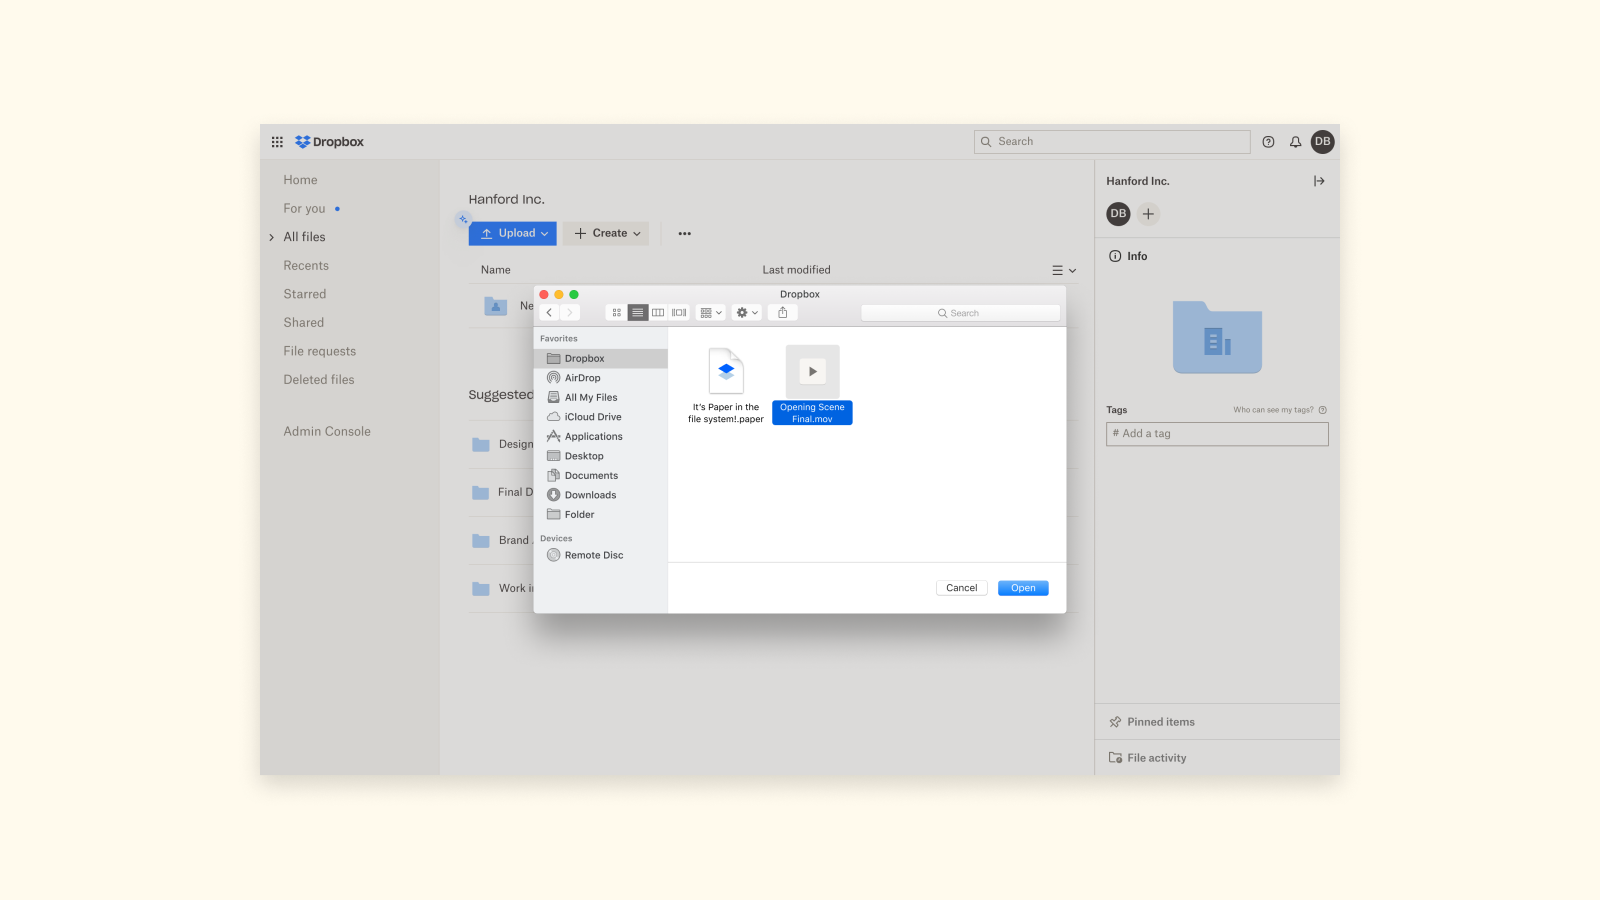 Dropbox
Search
DB
Home
For you
All files
Recents
Starred
Shared
File requests
Deleted files
Admin Console
Hanford Inc.
Upload
Create
Name
Last modified
Ne
Suggested
Design
Final D
Brand
Work i
Dropbox
Search
Favorites
Dropbox
AirDrop
All My Files
iCloud Drive
Applications
Desktop
Documents
Downloads
Folder
Devices
Remote Disc
It's Paper in the
file system!.paper
Opening Scene
Final.mov
Cancel
Open
Hanford Inc.
DB
Info
Tags
Who can see my tags?
# Add a tag
Pinned items
File activity